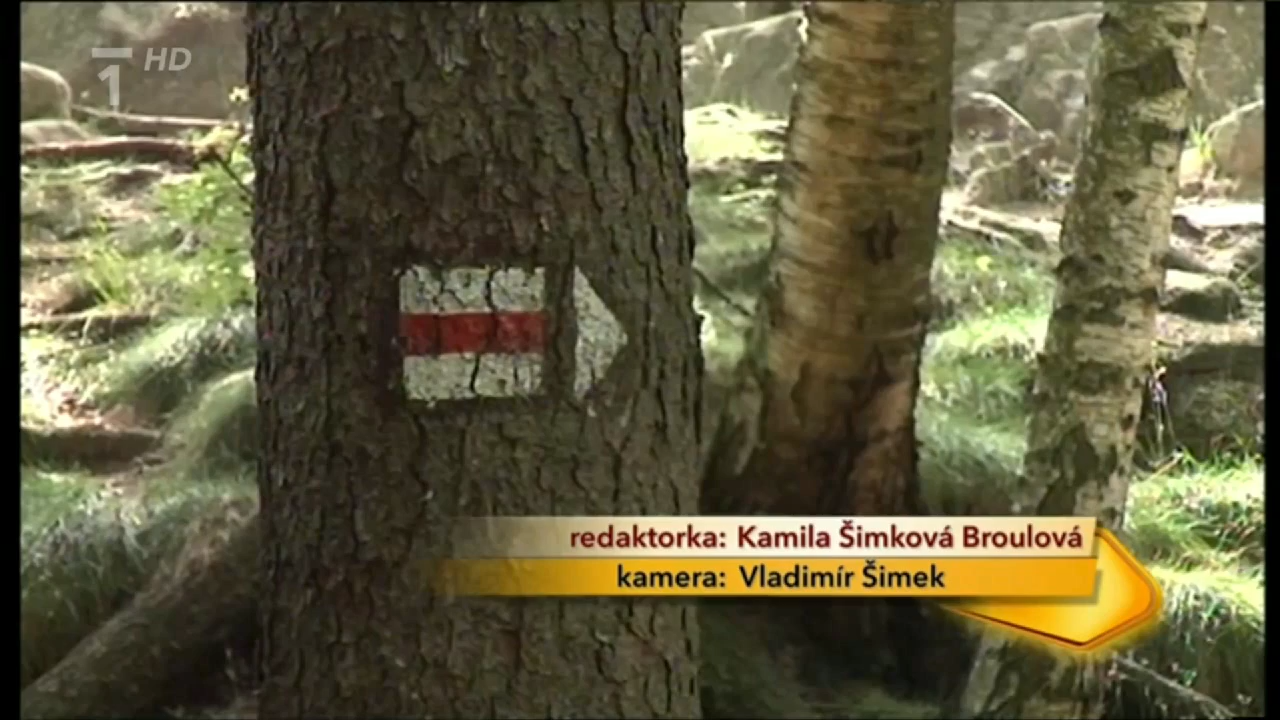 1 HD
redaktorka: Kamila Šimková Broulová
kamera: Vladimír Šimek